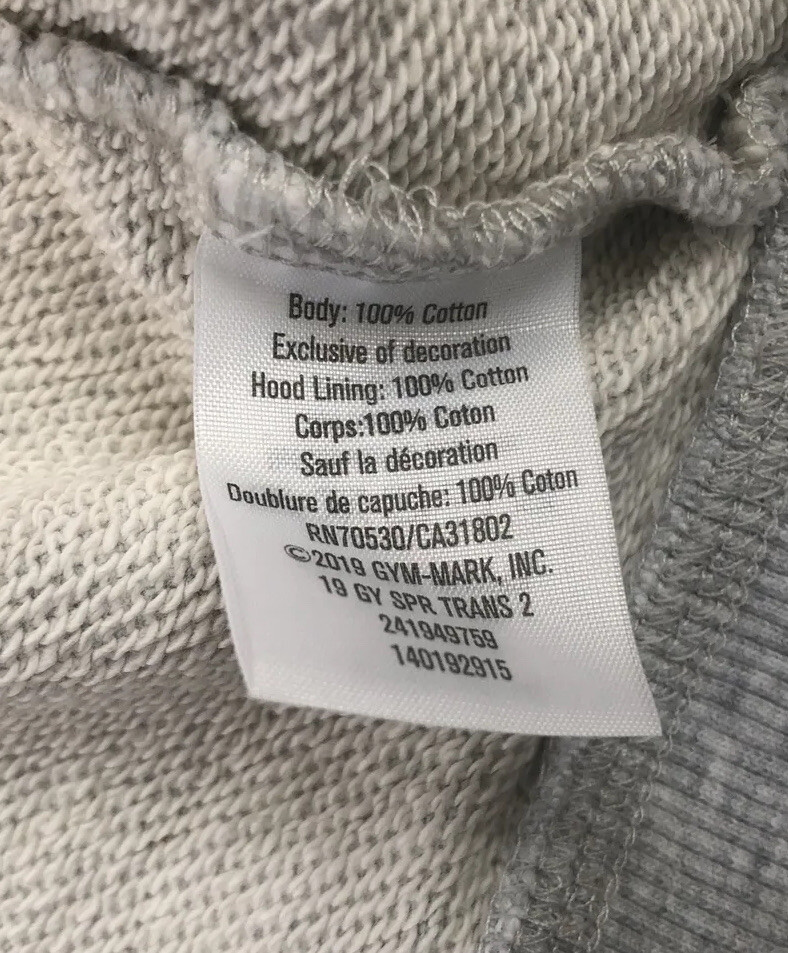 Body: 100% Cotton
Exclusive of decoration
Hood Lining: 100% Cotton
Corps:100% Coton
Sauf la décoration
Doublure de capuche: 100% Coton
RN70530/CA31802
©2019 GYM-MARK, INC.
19 GY SPR TRANS 2
241949759
140192915